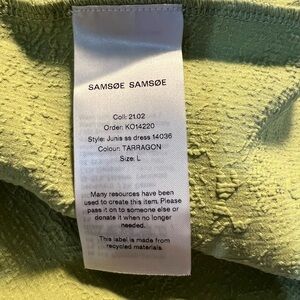 SAMSØE SAMSØE
Coll: 21.02
Order: KO14220
Style: Junis ss dress 14036
Colour: TARRAGON
Size: L
Many resources have been
used to create this item. Please
pass it on to someone else or
donate it when no longer
needed.
This label is made from
recycled materials.